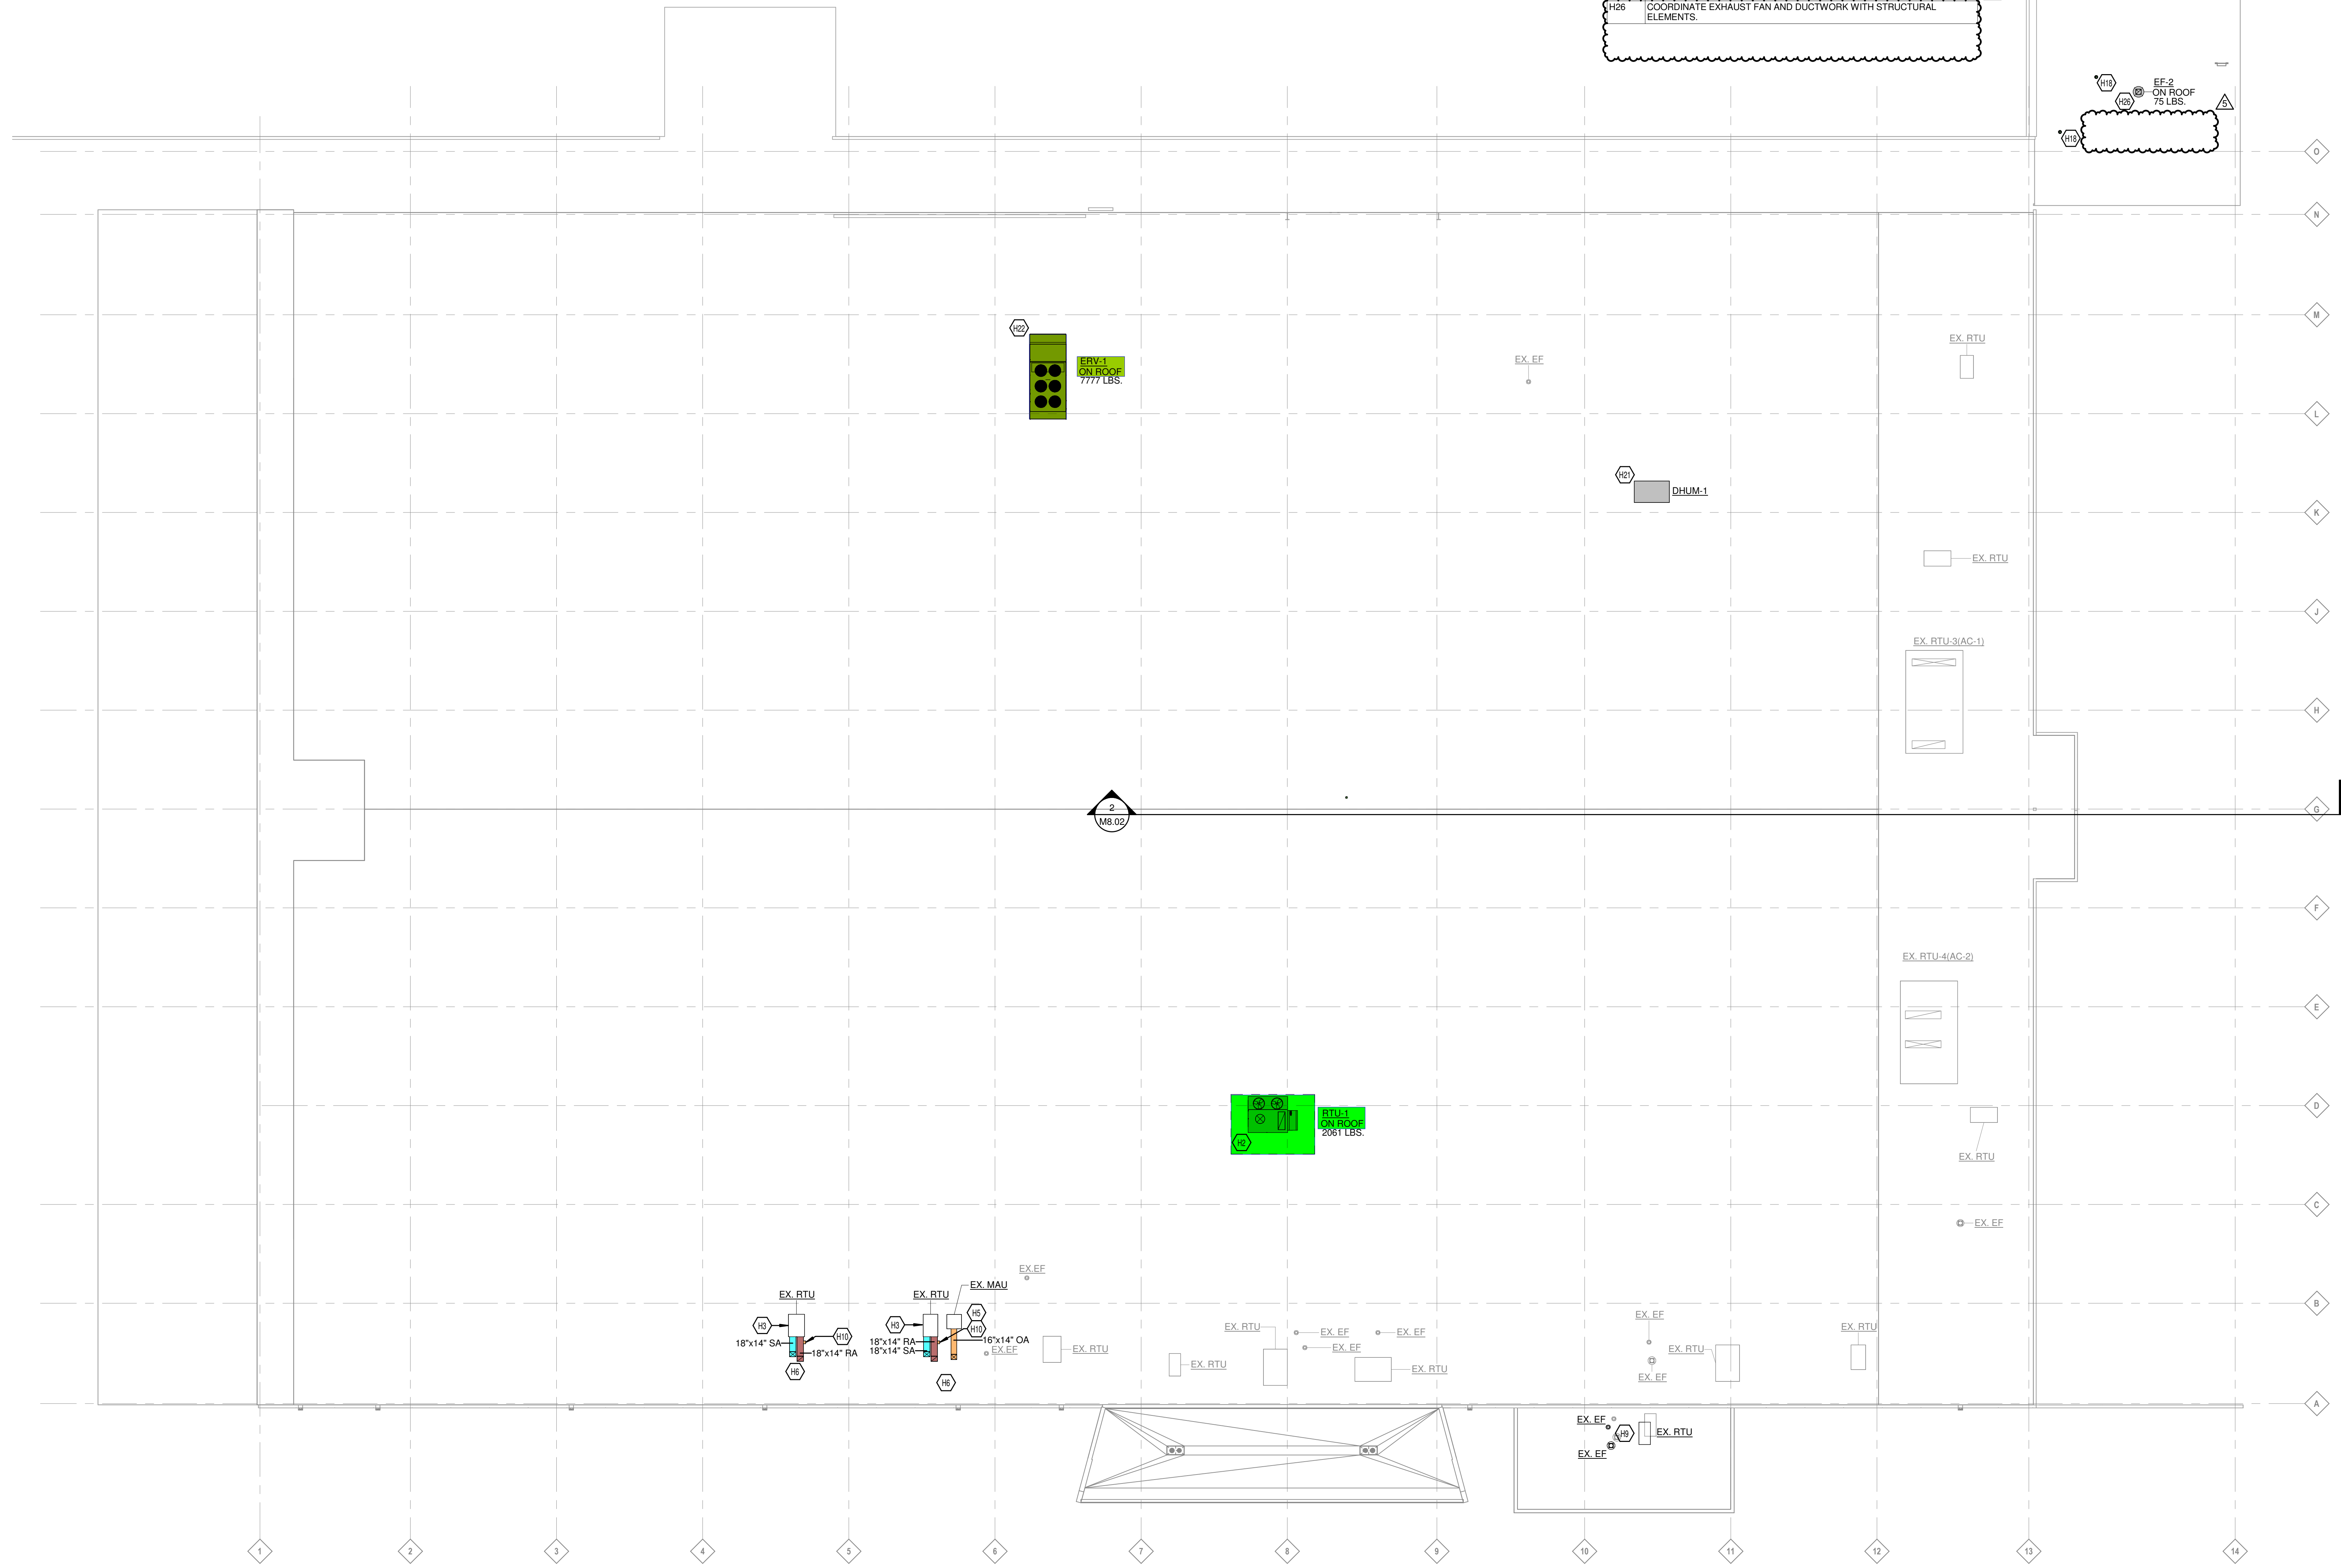 H26 COORDINATE EXHAUST FAN AND DUCTWORK WITH STRUCTURAL
ELEMENTS.
H18
EF-2
ON ROOF
75 LBS.
H26
5
H18
O
N
M
H22
ERV-1
ON ROOF
7777 LBS.
EX. EF
EX. RTU
L
H21
DHUM-1
K
EX. RTU
J
EX. RTU-3(AC-1)
H
2
M8.02
G
F
EX. RTU-4(AC-2)
E
D
RTU-1
ON ROOF
2061 LBS.
H2
EX. RTU
C
EX. EF
EX.EF
EX. MAU
EX. RTU
EX. RTU
B
H3
H10
18"x14" SA
18"x14" RA
H6
H3
H5
H10
18"x14" RA
18"x14" SA
16"x14" OA
EX.EF
H6
EX. RTU
EX. RTU
EX. RTU
EX. EF
EX. EF
EX. EF
EX. RTU
EX. EF
EX. RTU
EX. EF
EX. RTU
A
EX. EF
H9
EX. RTU
EX. EF
1
2
3
4
5
6
7
8
9
10
11
12
13
14